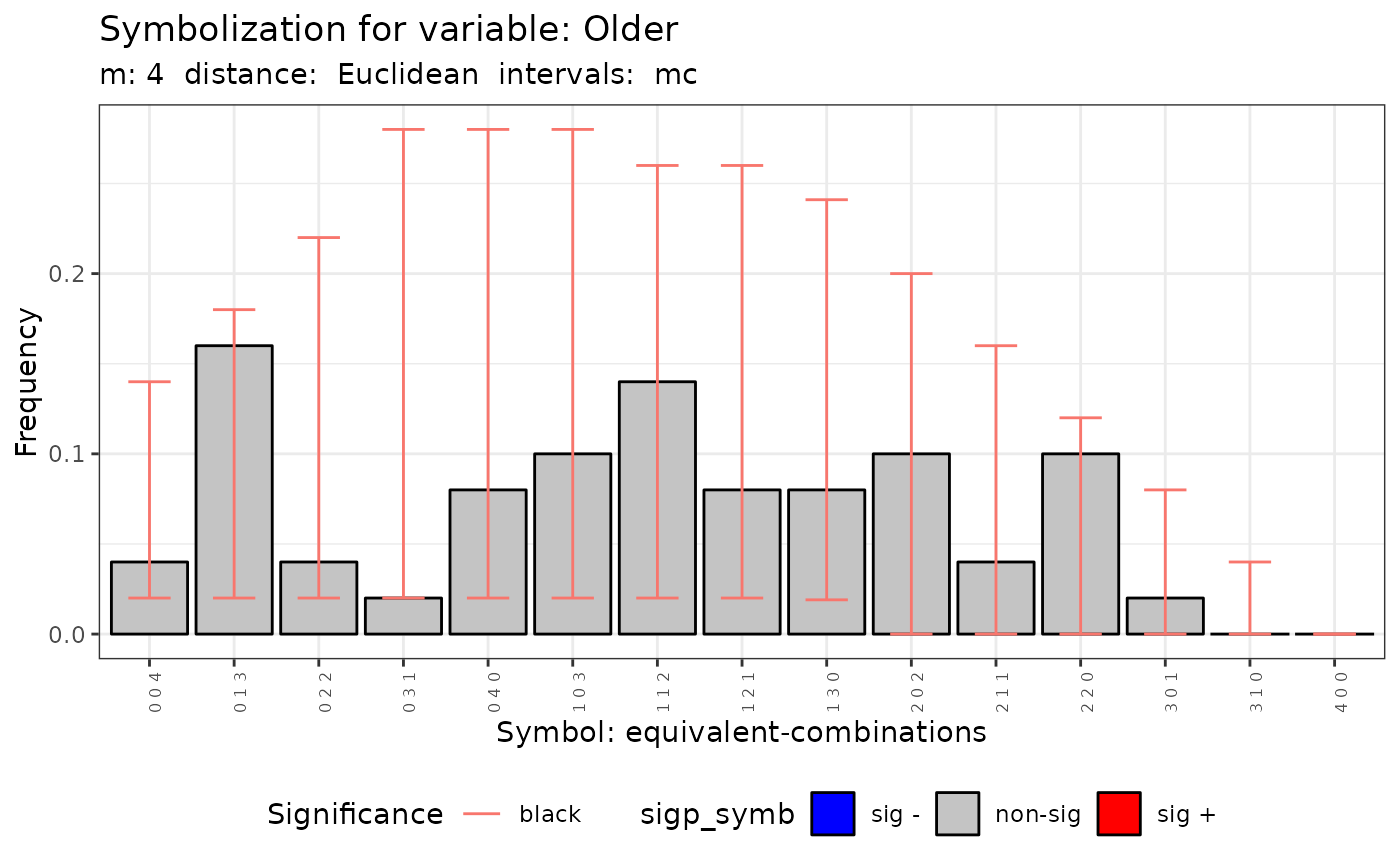 Symbolization for variable: Older
m: 4  distance:  Euclidean  intervals:  mc
Frequency
0.2
0.1
0.0
0 0 4
0 1 3
0 2 2
0 3 1
0 4 0
1 0 3
1 1 2
1 2 1
1 3 0
2 0 2
2 1 1
2 2 0
3 0 1
3 1 0
4 0 0
Symbol: equivalent-combinations
Significance  black  sigp_symb  sig -  non-sig  sig +